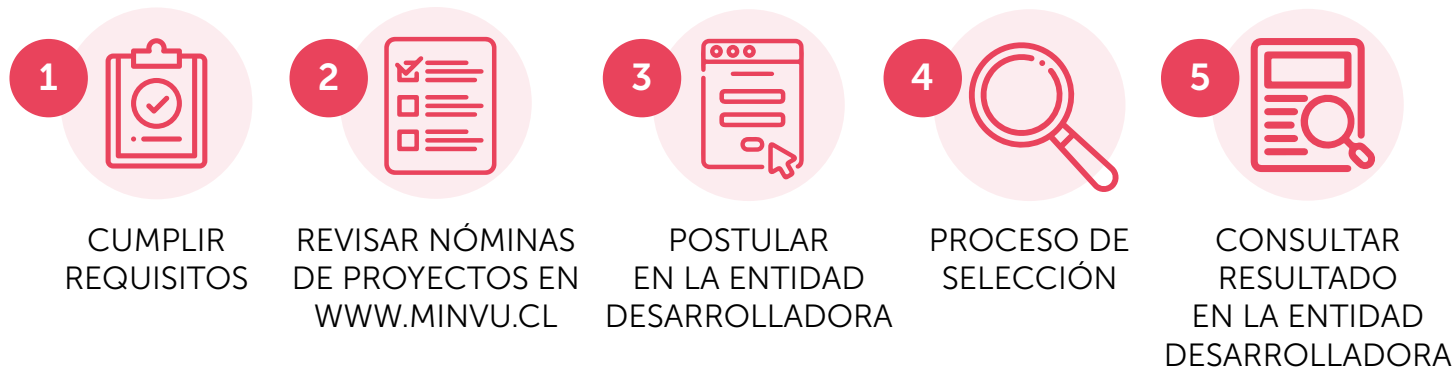 1
CUMPLIR
REQUISITOS
2
REVISAR NÓMINAS
DE PROYECTOS EN
WWW.MINVU.CL
3
POSTULAR
EN LA ENTIDAD
DESARROLLADORA
4
PROCESO DE
SELECCIÓN
5
CONSULTAR
RESULTADO
EN LA ENTIDAD
DESARROLLADORA